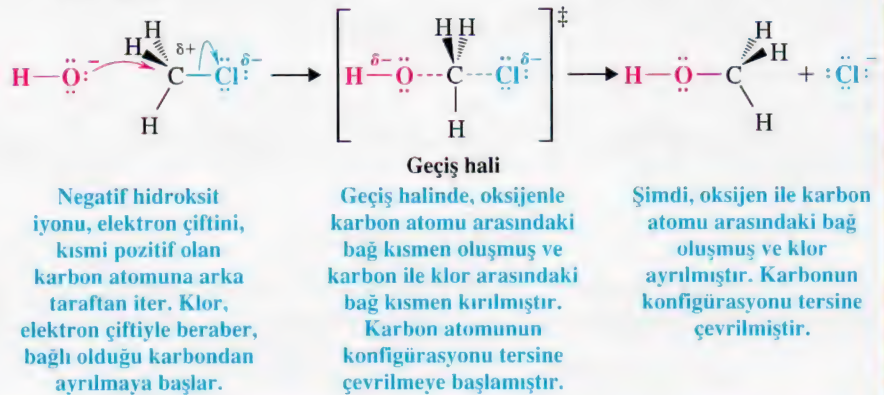 H H δ+ δ−
H—Ö:⁻ C—Cl:
H
H H
δ− δ−
H—O---C---Cl:
H
‡
H
H—O—C H + :Cl:⁻
H
Geçiş hali
Negatif hidroksit
iyonu, elektron çiftini,
kısmi pozitif olan
karbon atomuna arka
taraftan iter. Klor,
elektron çiftiyle beraber,
bağlı olduğu karbondan
ayrılmaya başlar.
Geçiş halinde, oksijenle
karbon atomu arasındaki
bağ kısmen oluşmuş ve
karbon ile klor arasındaki
bağ kısmen kırılmıştır.
Karbon atomunun
konfigürasyonu tersine
çevrilmeye başlamıştır.
Şimdi, oksijen ile karbon
atomu arasındaki bağ
oluşmuş ve klor
ayrılmıştır. Karbonun
konfigürasyonu tersine
çevrilmiştir.